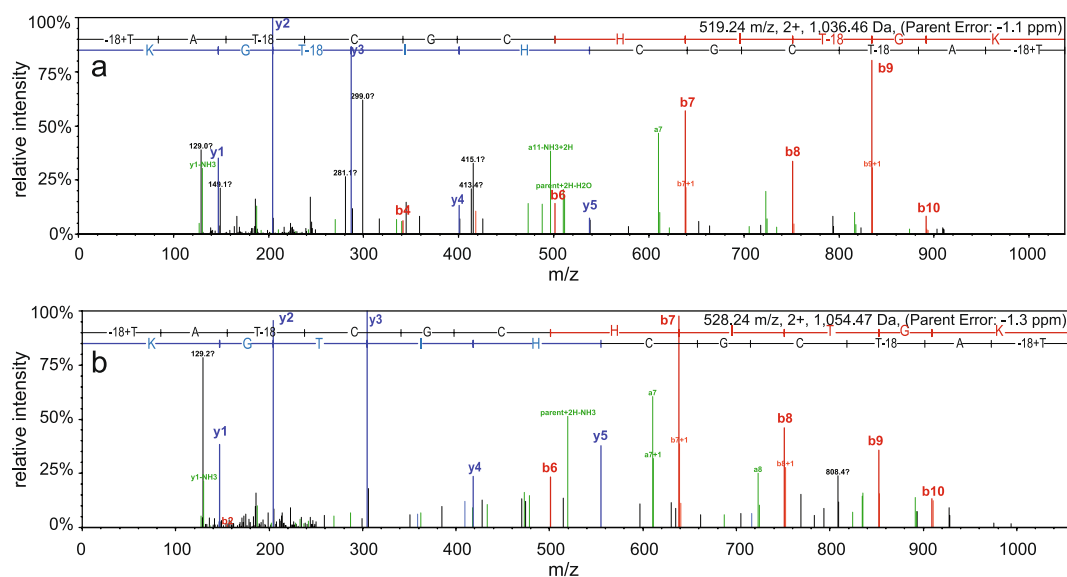 519.24 m/z, 2+, 1,036.46 Da, (Parent Error: -1.1 ppm)
-18+T A T-18 C G C H I T-18 G K
K G T-18 I H C G C T-18 A -18+T
a
relative intensity
75%
50%
25%
0%
y2
y3
b9
299.0?
b7
a7
129.0?
y1-NH3
y1
149.1?
281.1?
415.1?
413.4?
a11-NH3+2H
parent+2H-H2O
b4
y4
b6
y5
b7+1
b8
b9+1
b10
0 100 200 300 400 500 600 700 800 900 1000
m/z
100%
528.24 m/z, 2+, 1,054.47 Da, (Parent Error: -1.3 ppm)
-18+T A T-18 C G C H I T G K
K G T I H C G C T-18 A -18+T
b
relative intensity
75%
50%
25%
0%
y2
y3
b7
129.2?
y1
y1-NH3
b2
y4
b6
parent+2H-NH3
y5
a7
a7+1
b7+1
a8
b8
b8+1
808.4?
b9
b10
0 100 200 300 400 500 600 700 800 900 1000
m/z